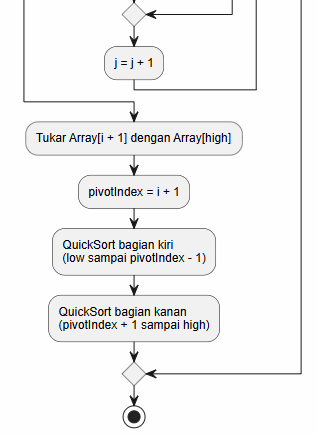 j = j + 1
Tukar Array[i + 1] dengan Array[high]
pivotIndex = i + 1
QuickSort bagian kiri
(low sampai pivotIndex - 1)
QuickSort bagian kanan
(pivotIndex + 1 sampai high)